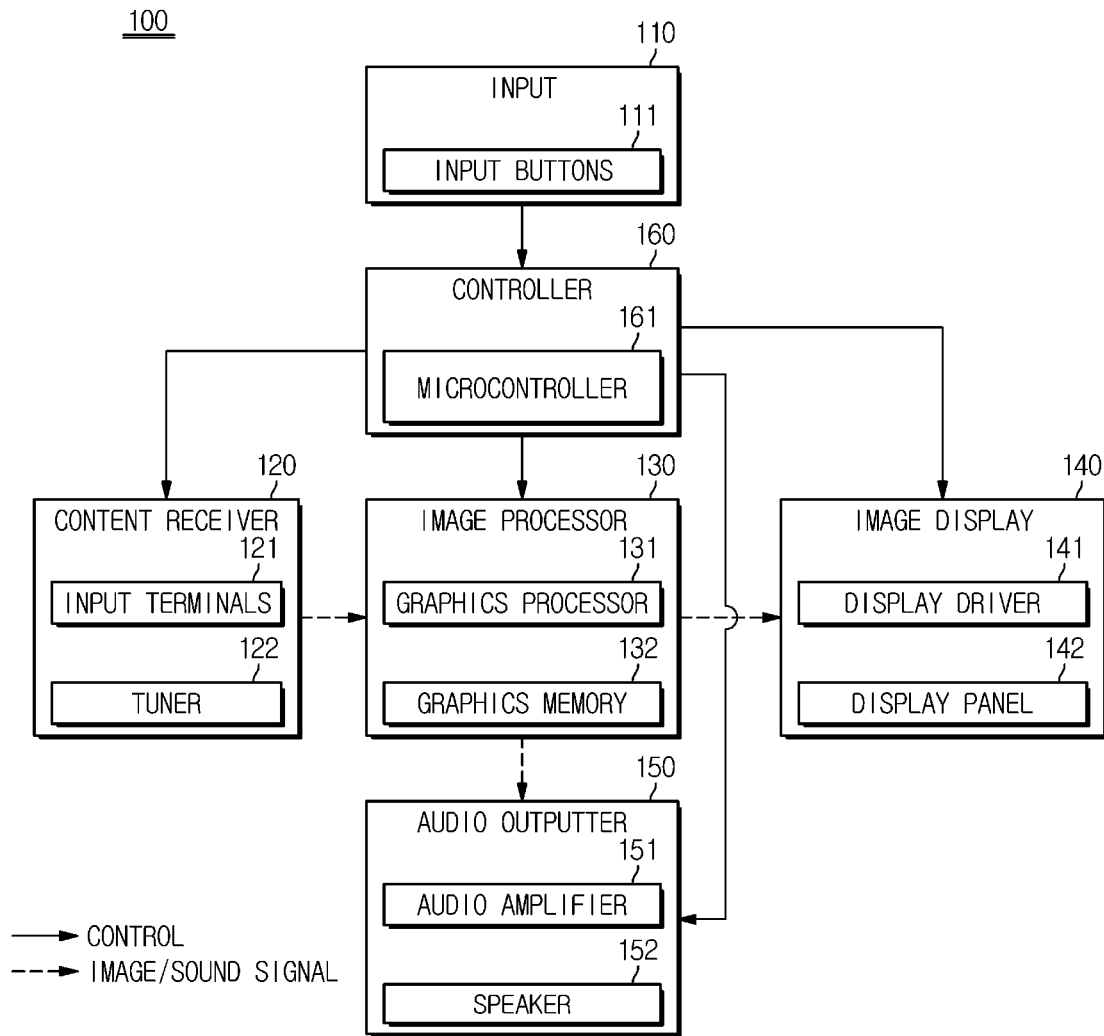 100
110
INPUT
111
INPUT BUTTONS
160
CONTROLLER
161
MICROCONTROLLER
120
CONTENT RECEIVER
121
INPUT TERMINALS
122
TUNER
130
IMAGE PROCESSOR
131
GRAPHICS PROCESSOR
132
GRAPHICS MEMORY
140
IMAGE DISPLAY
141
DISPLAY DRIVER
142
DISPLAY PANEL
150
AUDIO OUTPUTTER
151
AUDIO AMPLIFIER
152
SPEAKER
CONTROL
IMAGE/SOUND SIGNAL